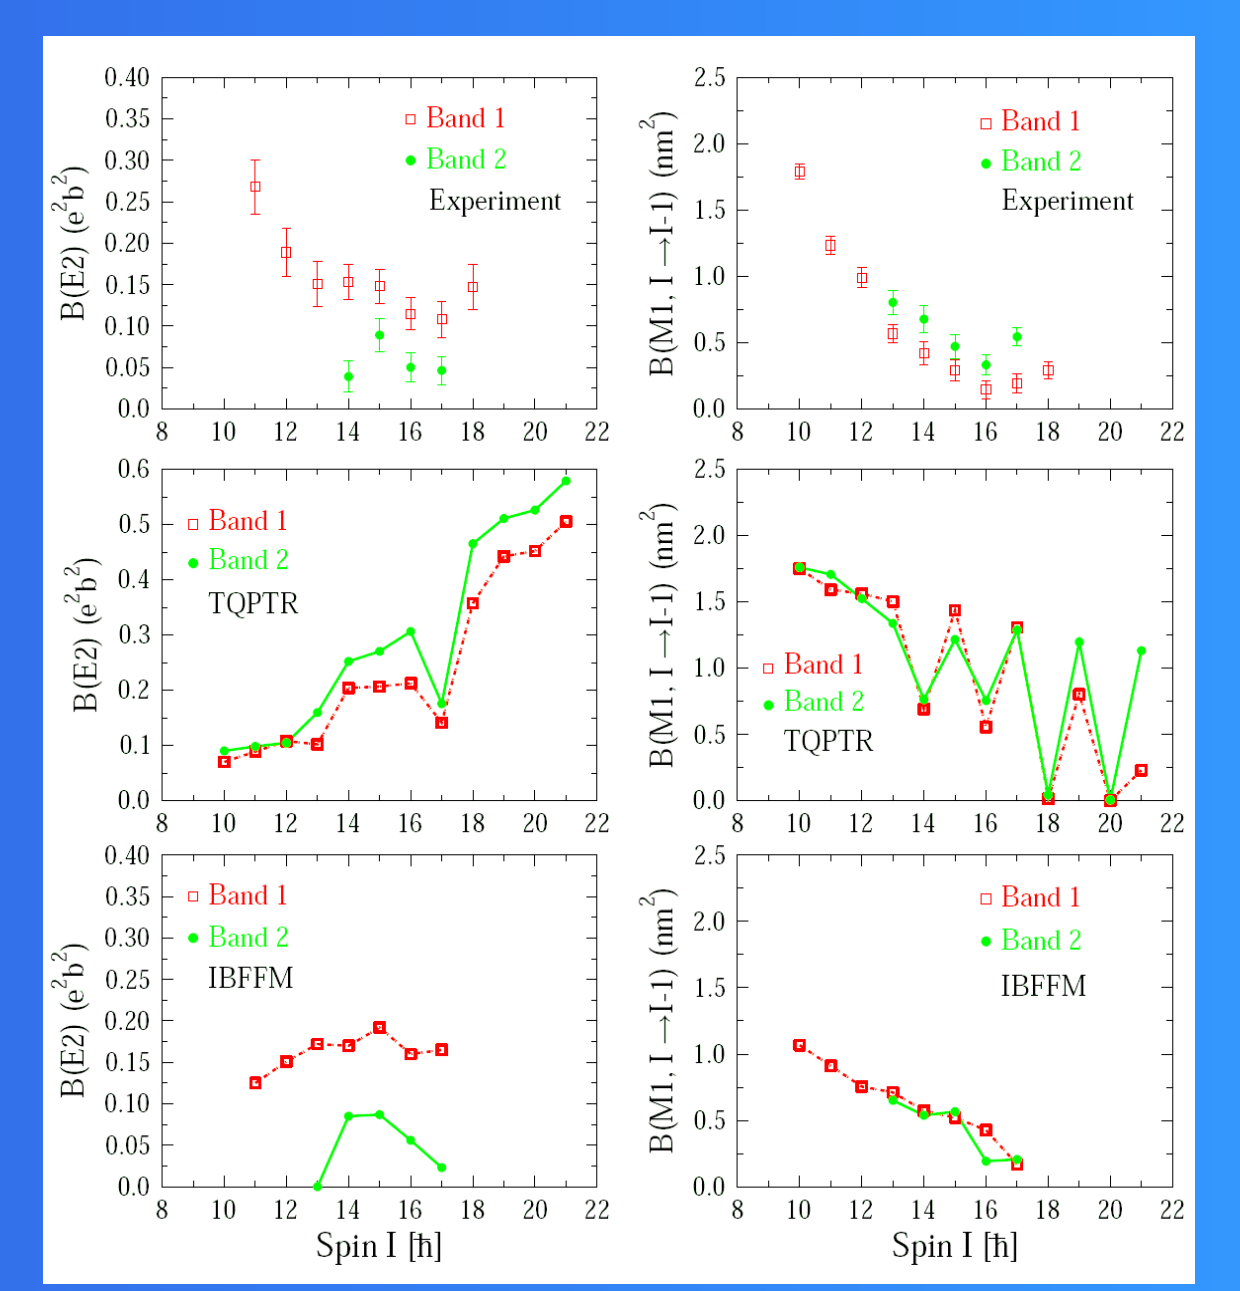 0.40
0.35
0.30
0.25
0.20
0.15
0.10
0.05
0.0
B(E2) (e²b²)
Band 1
Band 2
Experiment
8 10 12 14 16 18 20 22
2.5
2.0
1.5
1.0
0.5
0.0
B(M1, I →I-1) (nm²)
Band 1
Band 2
Experiment
8 10 12 14 16 18 20 22
0.6
0.5
0.4
0.3
0.2
0.1
0.0
B(E2) (e²b²)
Band 1
Band 2
TQPTR
8 10 12 14 16 18 20 22
2.5
2.0
1.5
1.0
0.5
0.0
B(M1, I →I-1) (nm²)
Band 1
Band 2
TQPTR
8 10 12 14 16 18 20 22
0.40
0.35
0.30
0.25
0.20
0.15
0.10
0.05
0.0
B(E2) (e²b²)
Band 1
Band 2
IBFFM
8 10 12 14 16 18 20 22
Spin I [ħ]
2.5
2.0
1.5
1.0
0.5
0.0
B(M1, I →I-1) (nm²)
Band 1
Band 2
IBFFM
8 10 12 14 16 18 20 22
Spin I [ħ]